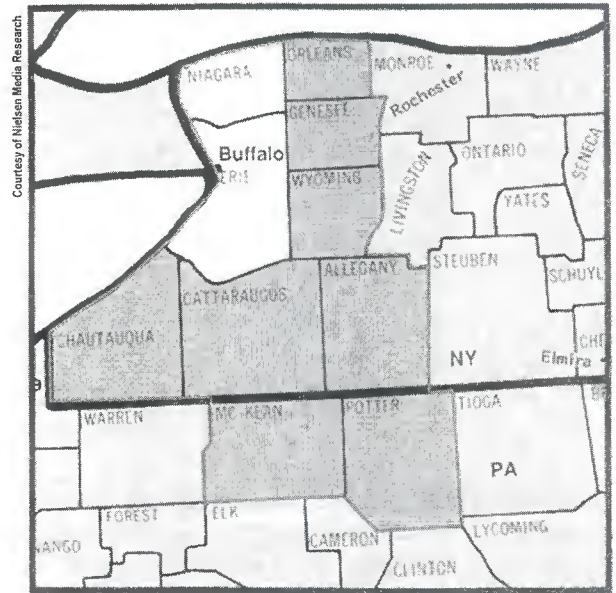 Courtesy of Nielsen Media Research
ORLEANS
NIAGARA
MONROE
WAYNE
Rochester
GENESEE
Buffalo
ERIE
WYOMING
LIVINGSTON
ONTARIO
SENECA
YATES
ALLEGANY
STEUBEN
SCHUYL
CATTARAUGUS
CHAUTAUQUA
NY
CHE
Elmira
WARREN
MC KEAN
POTTER
TIOGA
PA
FOREST
ELK
CAMERON
LYCOMING
NANGO
CLINTON